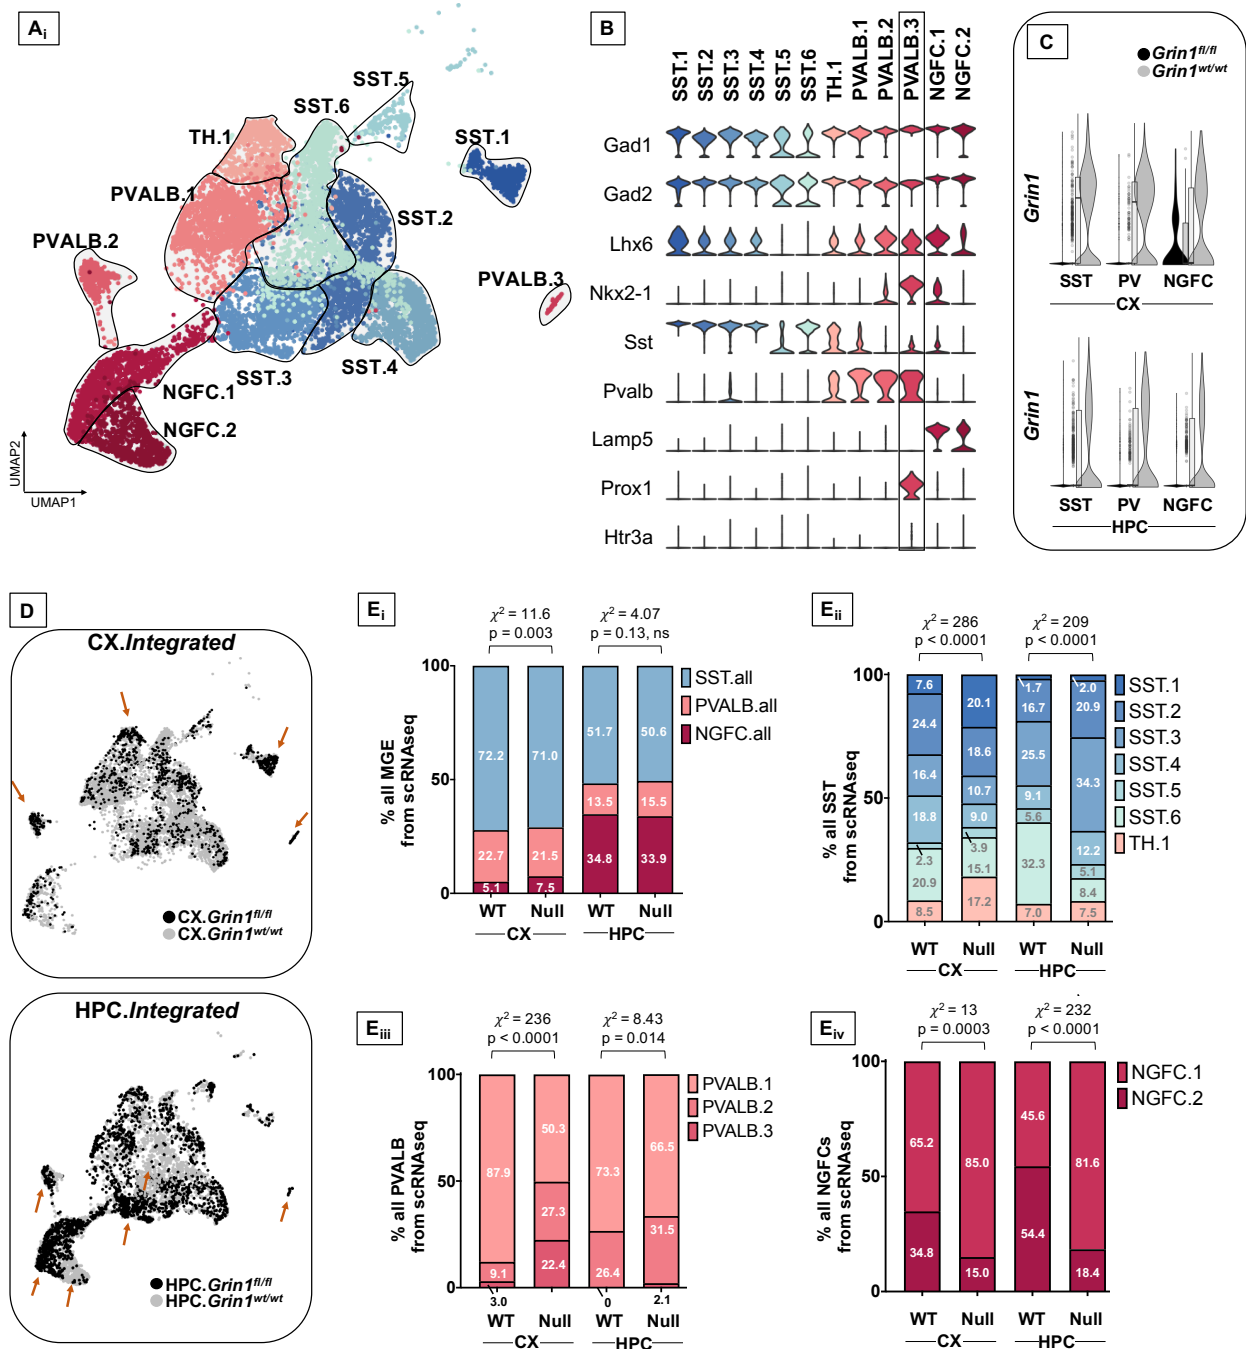 Ai
SST.5
SST.6
TH.1
SST.1
PVALB.1
SST.2
PVALB.2
PVALB.3
SST.3
SST.4
NGFC.1
NGFC.2
UMAP2
UMAP1
B
SST.1
SST.2
SST.3
SST.4
SST.5
SST.6
TH.1
PVALB.1
PVALB.2
PVALB.3
NGFC.1
NGFC.2
Gad1
Gad2
Lhx6
Nkx2-1
Sst
Pvalb
Lamp5
Prox1
Htr3a
C
Grin1fl/fl
Grin1wt/wt
Grin1
SST PV NGFC
CX
Grin1
SST PV NGFC
HPC
D
CX.Integrated
CX.Grin1fl/fl
CX.Grin1wt/wt
HPC.Integrated
HPC.Grin1fl/fl
HPC.Grin1wt/wt
Ei
χ² = 11.6
p = 0.003
χ² = 4.07
p = 0.13, ns
% all MGE
from scRNAseq
100
50
0
72.2
22.7
5.1
71.0
21.5
7.5
51.7
13.5
34.8
50.6
15.5
33.9
WT Null WT Null
CX HPC
SST.all
PVALB.all
NGFC.all
Eii
χ² = 286
p < 0.0001
χ² = 209
p < 0.0001
% all SST
from scRNAseq
100
50
0
7.6
24.4
16.4
18.8
2.3
20.9
8.5
20.1
18.6
10.7
9.0
3.9
15.1
17.2
1.7
16.7
25.5
9.1
5.6
32.3
7.0
2.0
20.9
34.3
12.2
5.1
8.4
7.5
WT Null WT Null
CX HPC
SST.1
SST.2
SST.3
SST.4
SST.5
SST.6
TH.1
Eiii
χ² = 236
p < 0.0001
χ² = 8.43
p = 0.014
% all PVALB
from scRNAseq
100
50
0
87.9
9.1
3.0
50.3
27.3
22.4
73.3
26.4
0
66.5
31.5
2.1
WT Null WT Null
CX HPC
PVALB.1
PVALB.2
PVALB.3
Eiv
χ² = 13
p = 0.0003
χ² = 232
p < 0.0001
% all NGFCs
from scRNAseq
100
50
0
65.2
34.8
85.0
15.0
45.6
54.4
81.6
18.4
WT Null WT Null
CX HPC
NGFC.1
NGFC.2